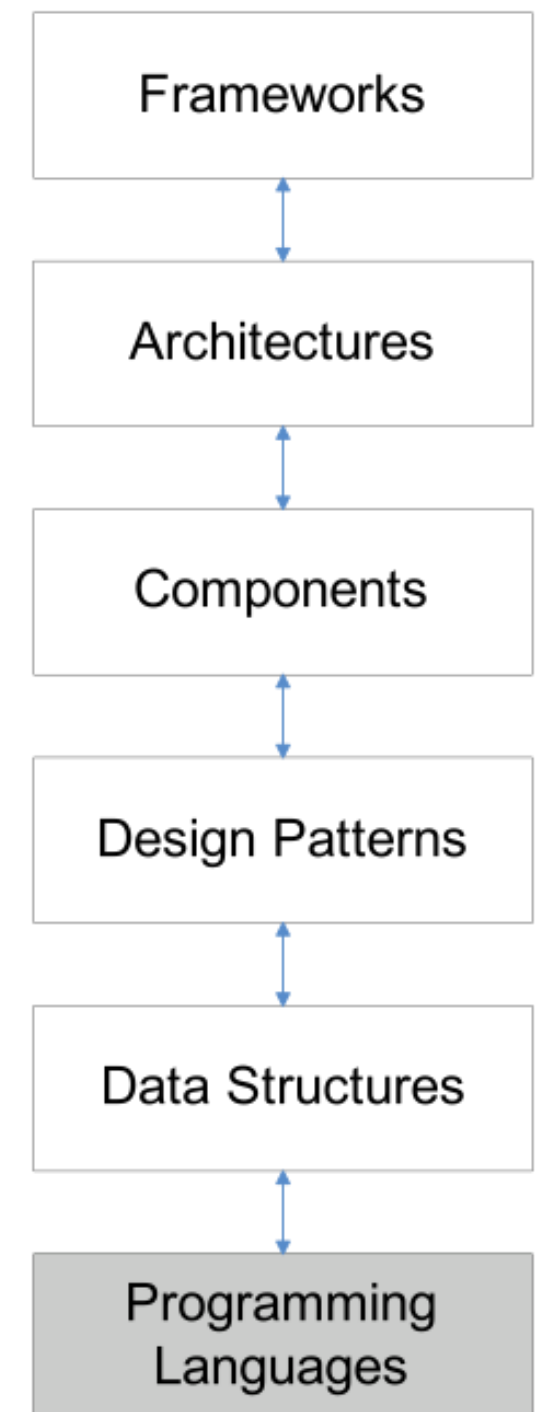 Frameworks
Architectures
Components
Design Patterns
Data Structures
Programming
Languages